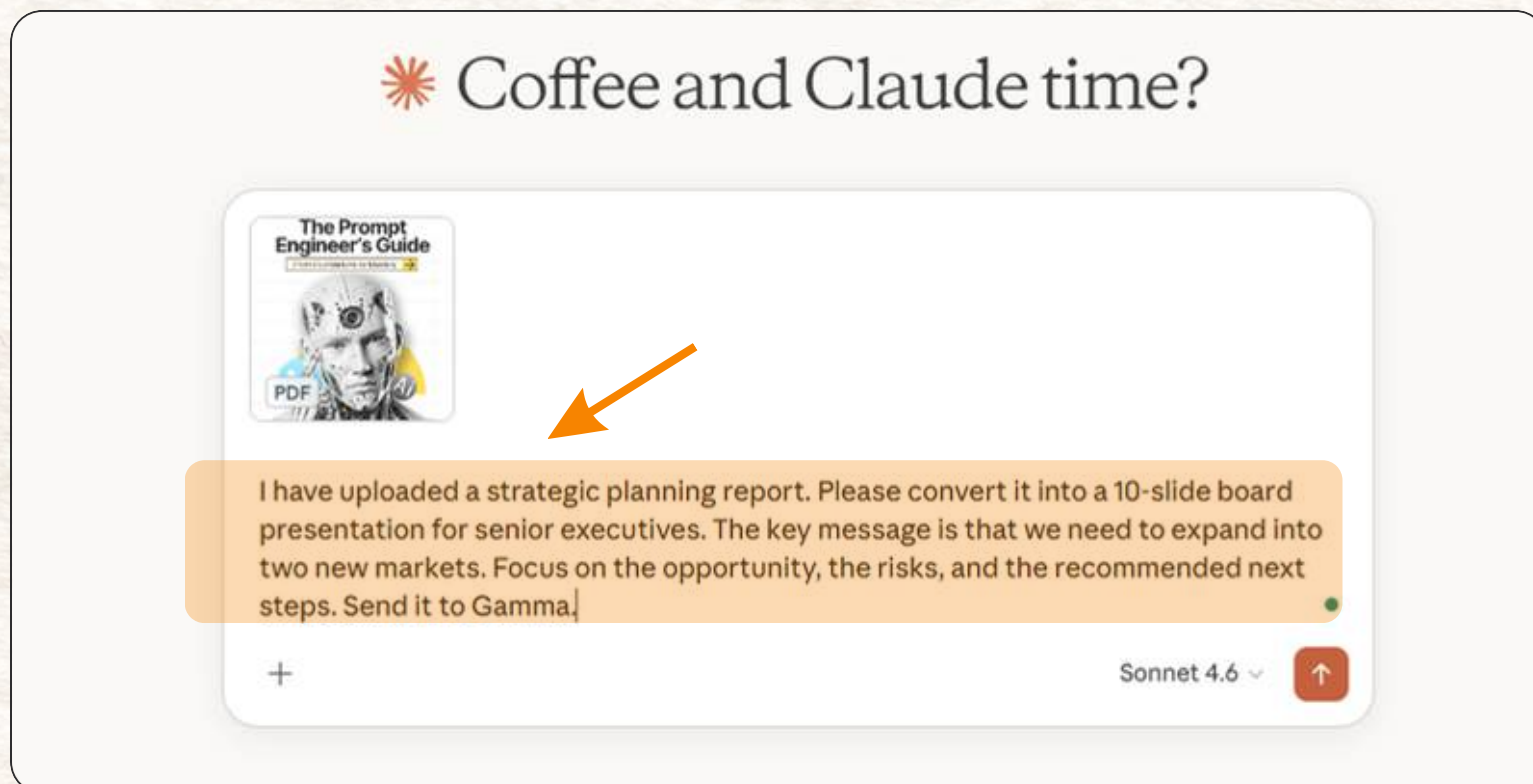 Coffee and Claude time?
The Prompt
Engineer's Guide
PDF
AI
I have uploaded a strategic planning report. Please convert it into a 10-slide board
presentation for senior executives. The key message is that we need to expand into
two new markets. Focus on the opportunity, the risks, and the recommended next
steps. Send it to Gamma.
Sonnet 4.6